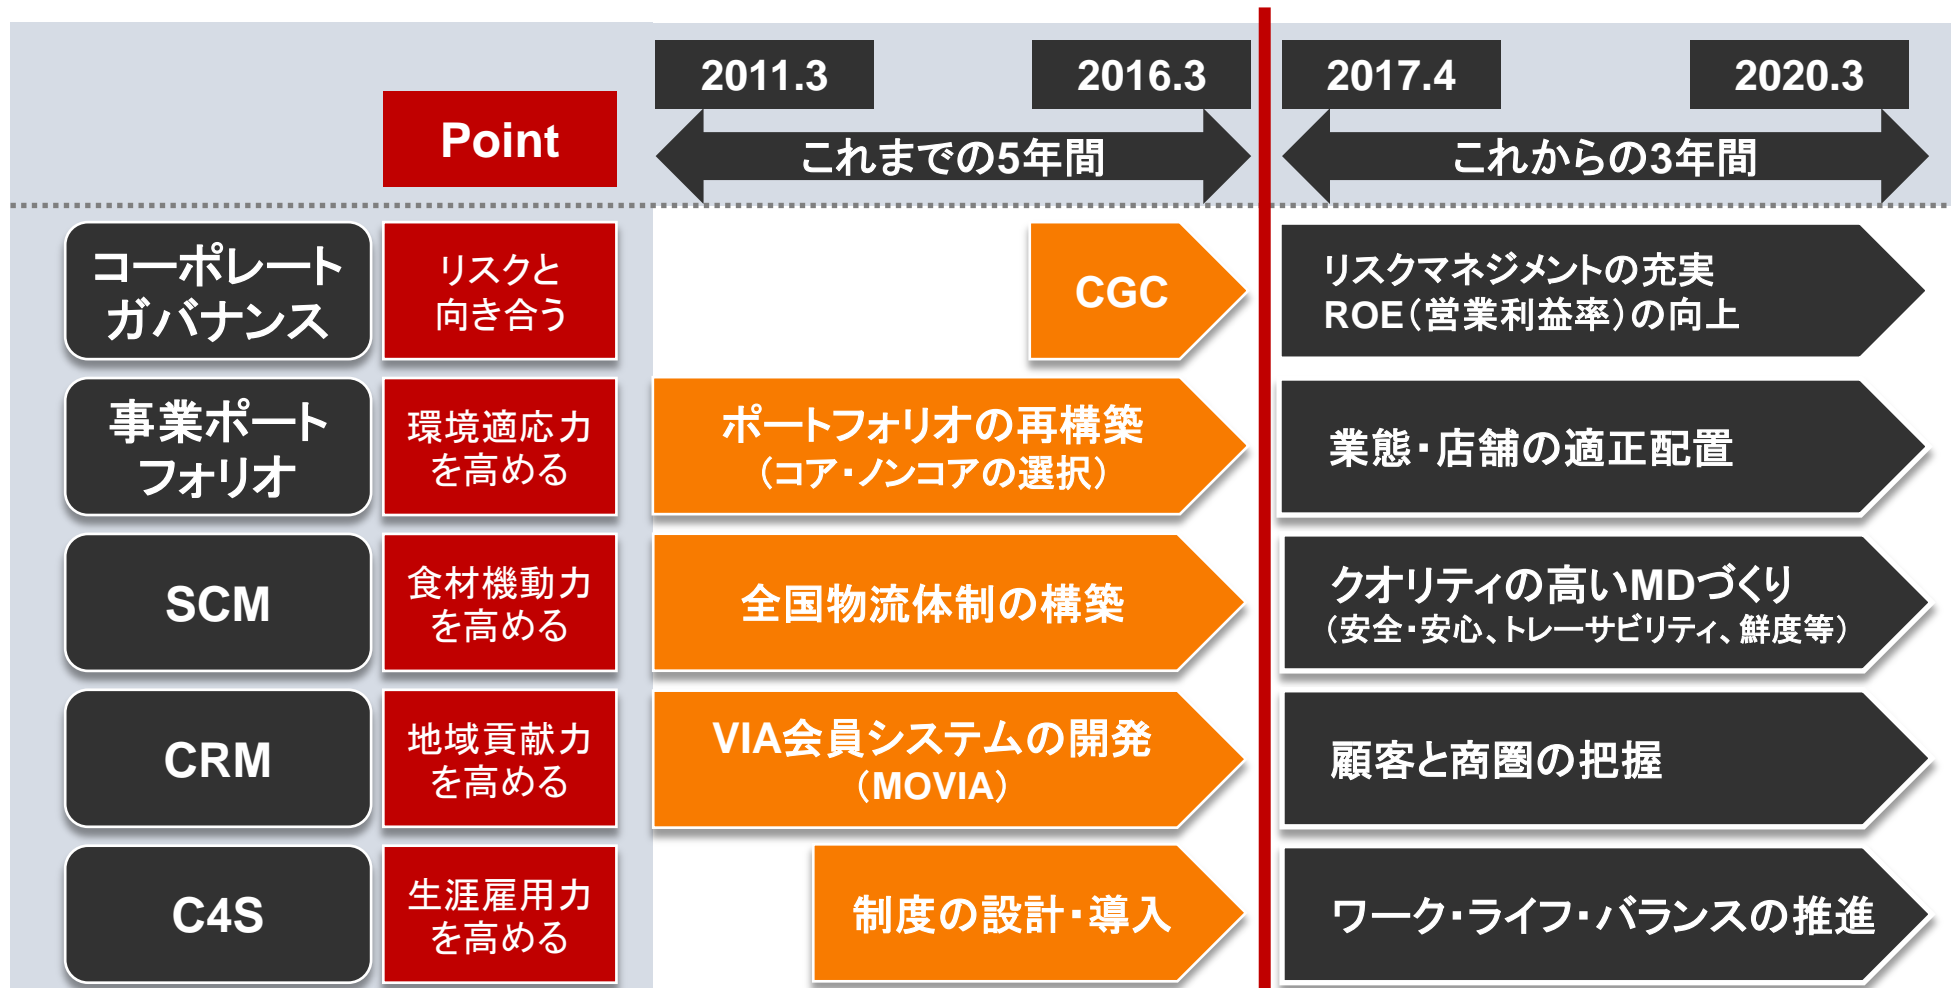 2011.3
2016.3
2017.4
2020.3
Point
これまでの5年間
これからの3年間
コーポレート
ガバナンス
リスクと
向き合う
CGC
リスクマネジメントの充実
ROE（営業利益率）の向上
事業ポート
フォリオ
環境適応力
を高める
ポートフォリオの再構築
（コア・ノンコアの選択）
業態・店舗の適正配置
SCM
食材機動力
を高める
全国物流体制の構築
クオリティの高いMDづくり
（安全・安心、トレーサビリティ、鮮度等）
CRM
地域貢献力
を高める
VIA会員システムの開発
（MOVIA）
顧客と商圏の把握
C4S
生涯雇用力
を高める
制度の設計・導入
ワーク・ライフ・バランスの推進